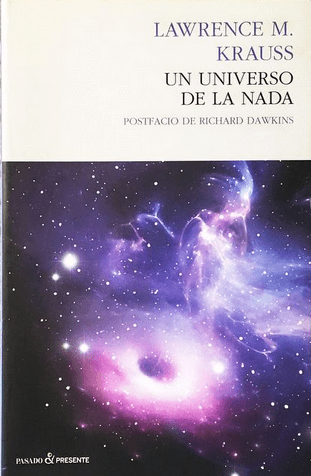 LAWRENCE M.
KRAUSS
UN UNIVERSO
DE LA NADA
POSTFACIO DE RICHARD DAWKINS
PASADO & PRESENTE